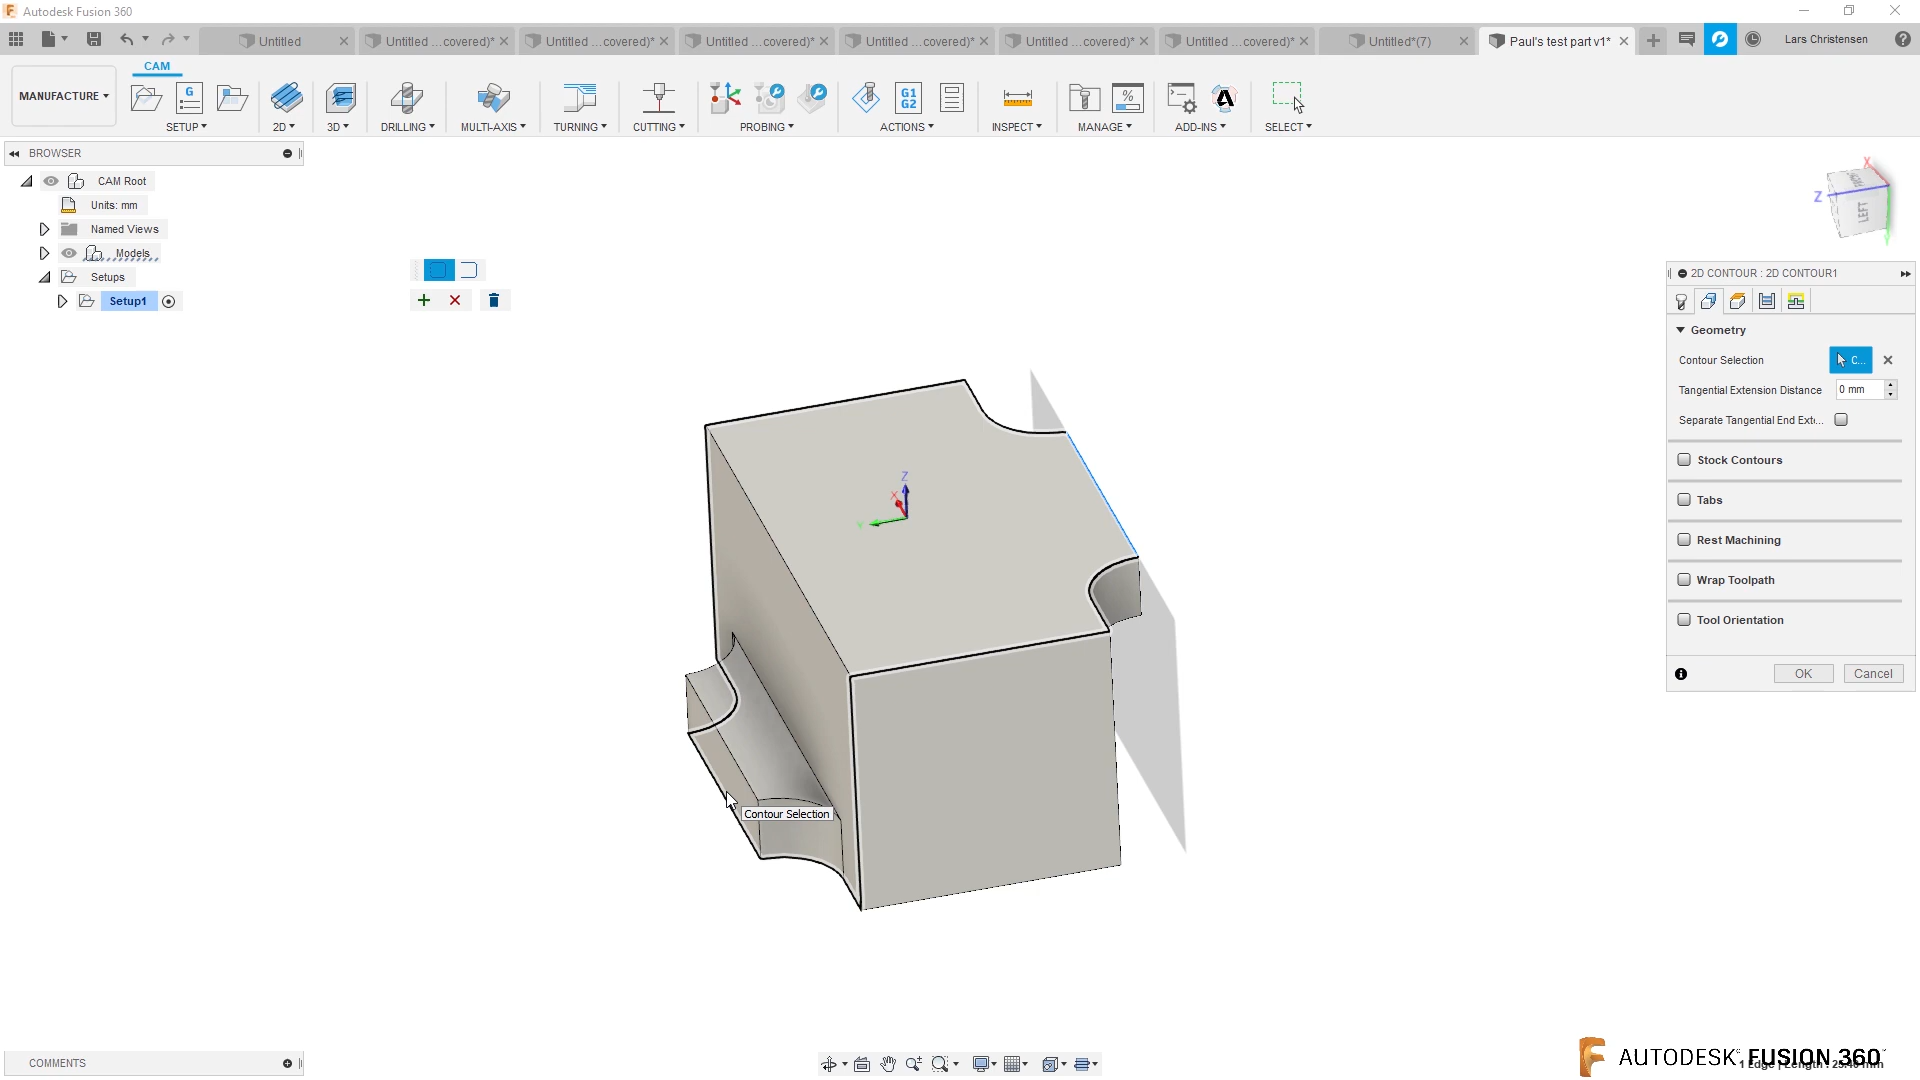 Autodesk Fusion 360
Untitled
Untitled ...covered)*
Untitled ...covered)*
Untitled ...covered)*
Untitled ...covered)*
Untitled ...covered)*
Untitled ...covered)*
Untitled*(7)
Paul's test part v1*
Lars Christensen
MANUFACTURE
CAM
G
G1
G2
%
SETUP
2D
3D
DRILLING
MULTI-AXIS
TURNING
CUTTING
PROBING
ACTIONS
INSPECT
MANAGE
ADD-INS
SELECT
BROWSER
CAM Root
Units: mm
Named Views
Models
Setups
Setup1
X
Z
LEFT
Y
2D CONTOUR : 2D CONTOUR1
Geometry
Contour Selection
C...
Tangential Extension Distance
0 mm
Separate Tangential End Exte...
Stock Contours
Tabs
Rest Machining
Wrap Toolpath
Tool Orientation
OK
Cancel
Z
X
Y
Contour Selection
COMMENTS
AUTODESK FUSION 360